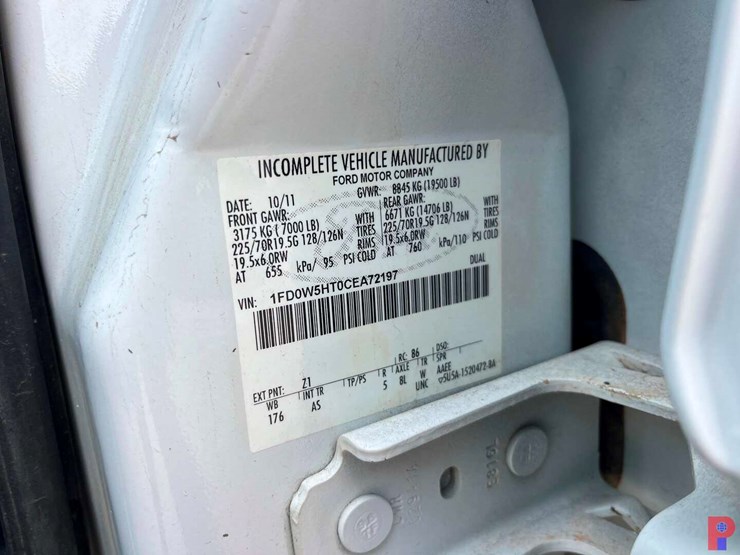 INCOMPLETE VEHICLE MANUFACTURED BY
FORD MOTOR COMPANY
DATE: 10/11 GVWR: 8845 KG (19500 LB)
FRONT GAWR: REAR GAWR:
3175 KG ( 7000 LB) WITH 6671 KG (14706 LB) WITH
225/70R19.5G 128/126N TIRES 225/70R19.5G 128/126N TIRES
19.5x6.0RW RIMS 19.5x6.0RW RIMS
AT 655 kPa/ 95 PSI COLD AT 760 kPa/110 PSI COLD
DUAL
VIN: 1FD0W5HT0CEA72197
EXT PNT: Z1 RC: 86 DSO:
WB INT TR TP/PS R AXLE TR SPR
176 AS 5 BL W AAEE
UNC